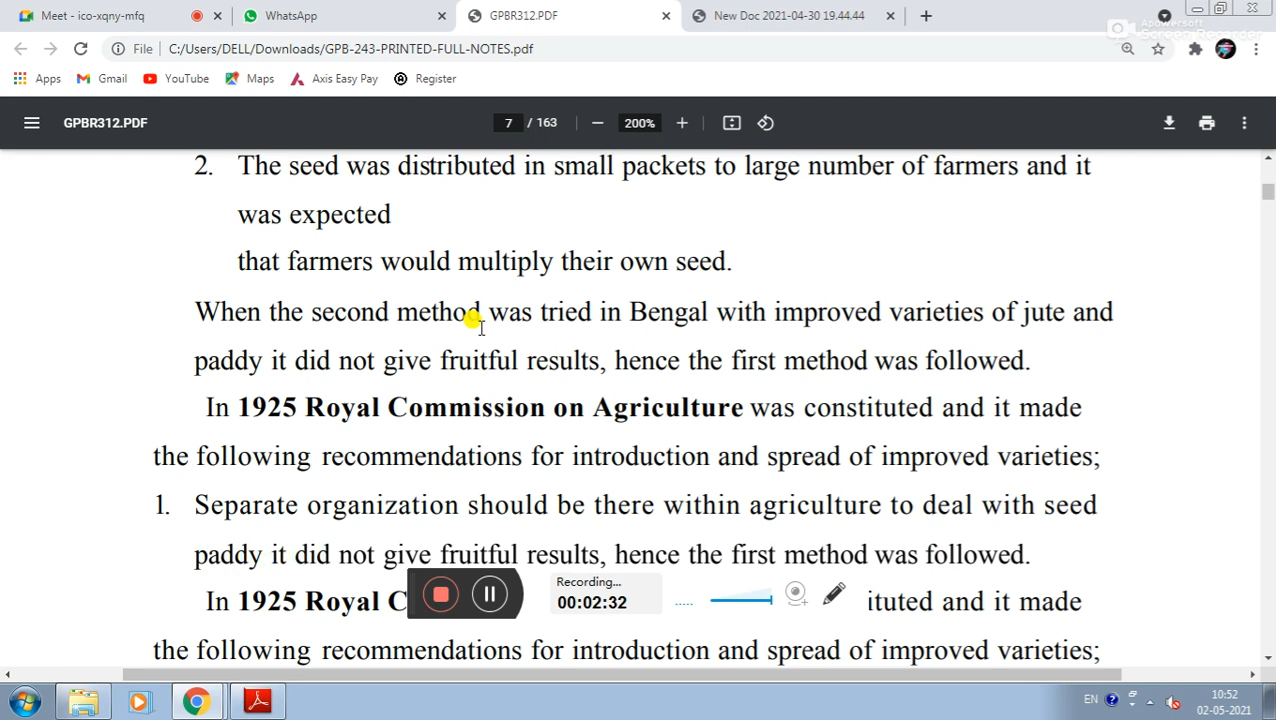 Meet - ico-xqny-mfq
WhatsApp
GPBR312.PDF
New Doc 2021-04-30 19.44.44
Apowersoft
Screen Recorder
File C:/Users/DELL/Downloads/GPB-243-PRINTED-FULL-NOTES.pdf
Apps Gmail YouTube Maps Axis Easy Pay Register
GPBR312.PDF 7 / 163 200%
2. The seed was distributed in small packets to large number of farmers and it
was expected
that farmers would multiply their own seed.
When the second method was tried in Bengal with improved varieties of jute and
paddy it did not give fruitful results, hence the first method was followed.
In 1925 Royal Commission on Agriculture was constituted and it made
the following recommendations for introduction and spread of improved varieties;
1. Separate organization should be there within agriculture to deal with seed
paddy it did not give fruitful results, hence the first method was followed.
In 1925 Royal C ituted and it made
Recording...
00:02:32
the following recommendations for introduction and spread of improved varieties;
EN
10:52
02-05-2021